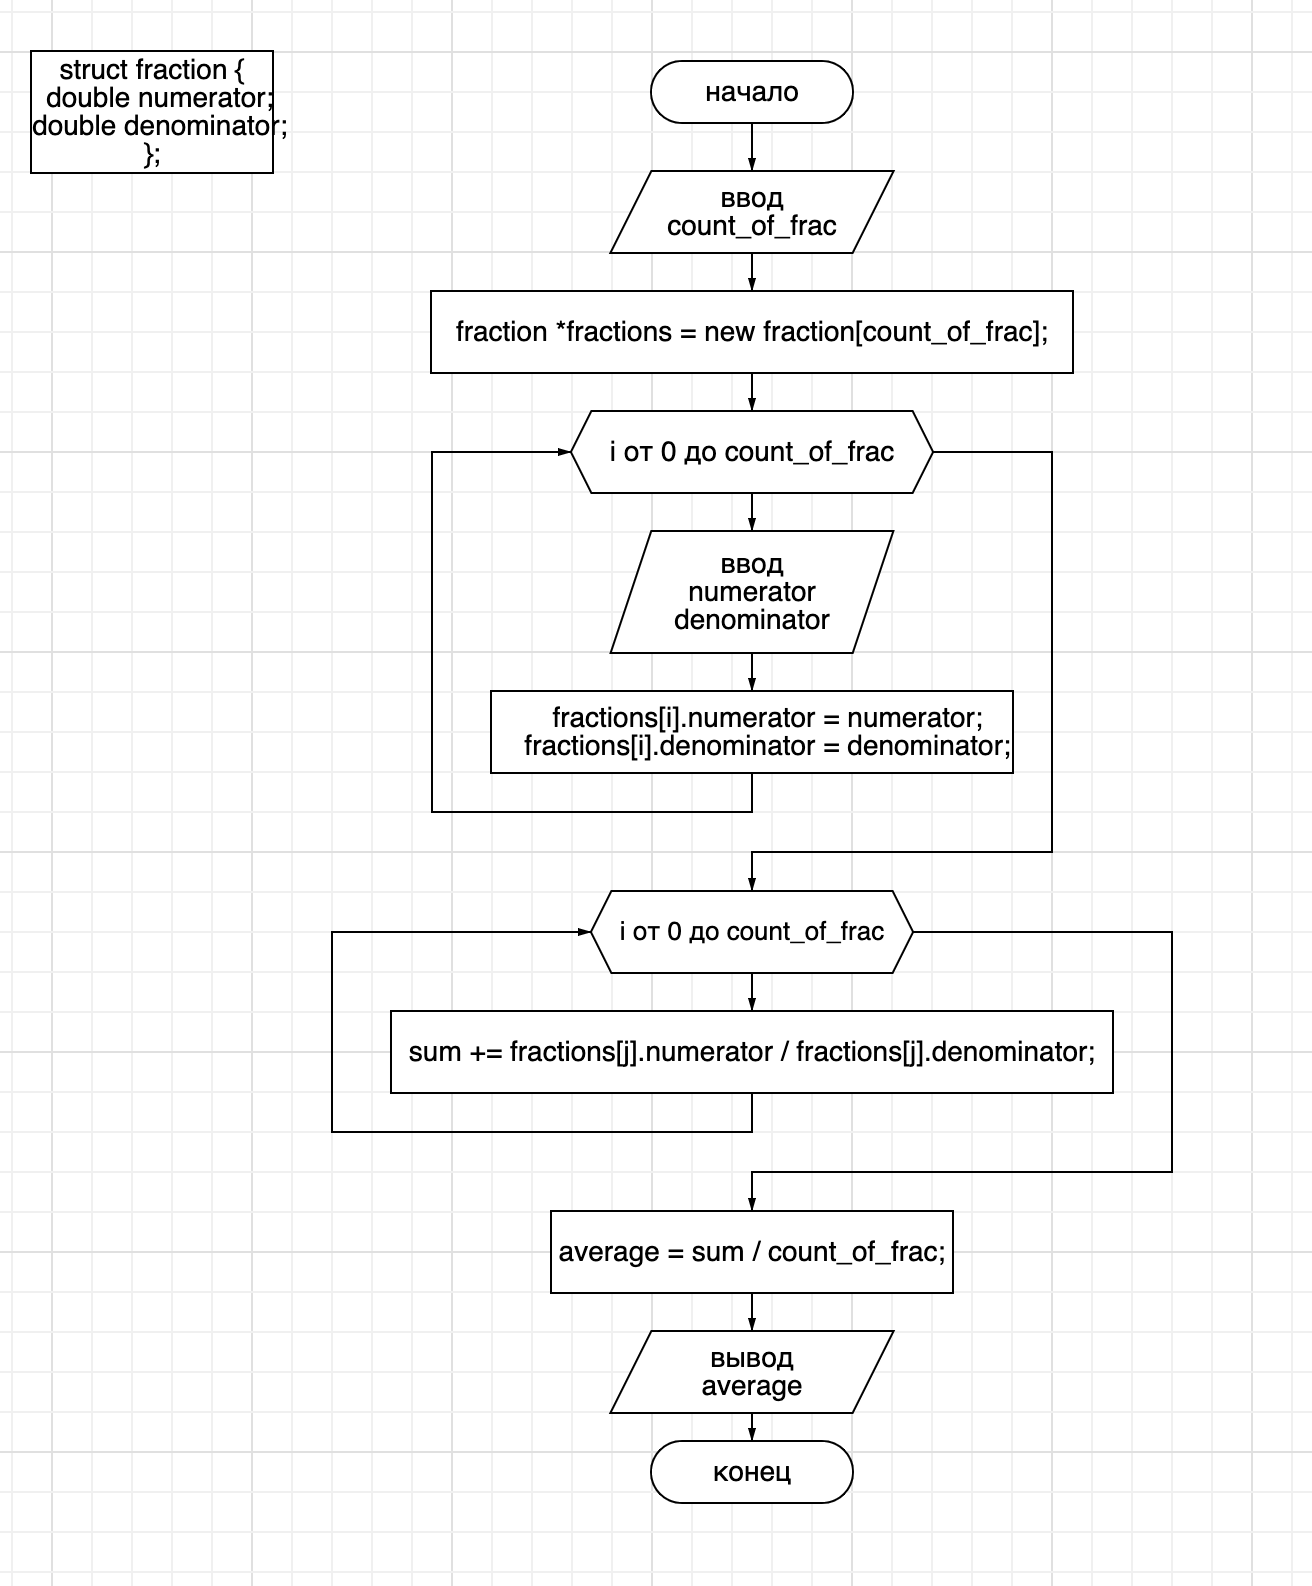 struct fraction {
double numerator;
double denominator;
};
начало
ввод
count_of_frac
fraction *fractions = new fraction[count_of_frac];
i от 0 до count_of_frac
ввод
numerator
denominator
fractions[i].numerator = numerator;
fractions[i].denominator = denominator;
i от 0 до count_of_frac
sum += fractions[j].numerator / fractions[j].denominator;
average = sum / count_of_frac;
вывод
average
конец